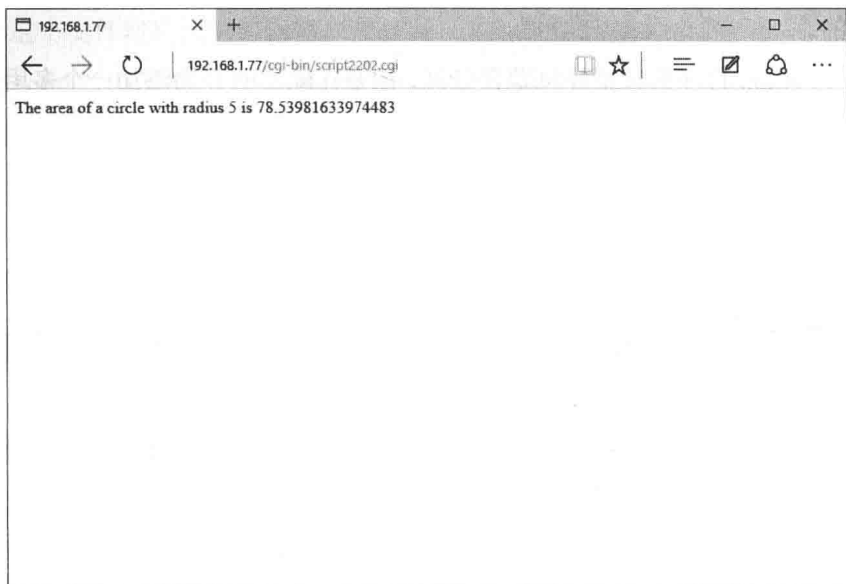 192.168.1.77
192.168.1.77/cgi-bin/script2202.cgi
The area of a circle with radius 5 is 78.53981633974483